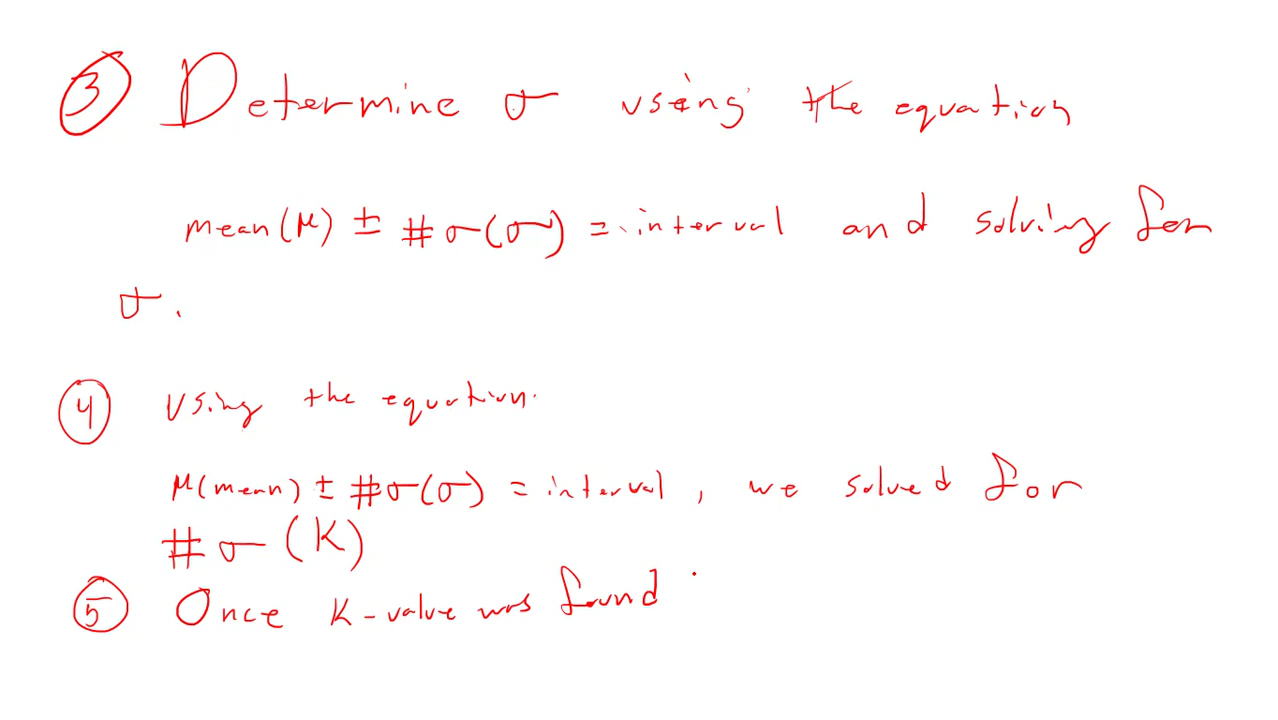 ③ Determine σ using the equation
mean(μ) ± #σ(σ) = interval and solving for
σ.
④ Using the equation.
μ(mean) ± #σ(σ) = interval, we solved for
#σ (K)
⑤ Once K-value was found